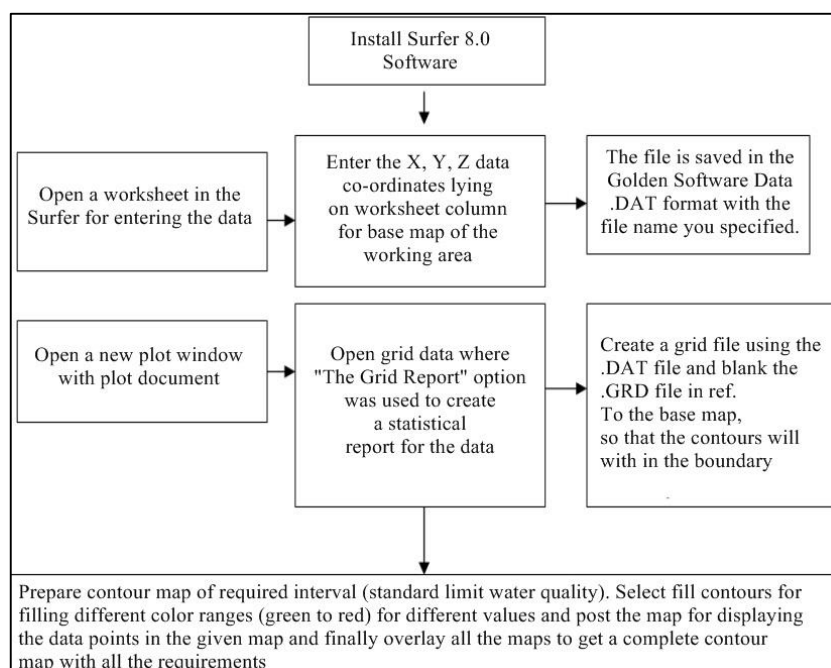 Install Surfer 8.0
Software
Open a worksheet in the
Surfer for entering the data
Enter the X, Y, Z data
co-ordinates lying
on worksheet column
for base map of the
working area
The file is saved in the
Golden Software Data
.DAT format with the
file name you specified.
Open a new plot window
with plot document
Open grid data where
"The Grid Report" option
was used to create
a statistical
report for the data
Create a grid file using the
.DAT file and blank the
.GRD file in ref.
To the base map,
so that the contours will
with in the boundary
Prepare contour map of required interval (standard limit water quality). Select fill contours for
filling different color ranges (green to red) for different values and post the map for displaying
the data points in the given map and finally overlay all the maps to get a complete contour
map with all the requirements